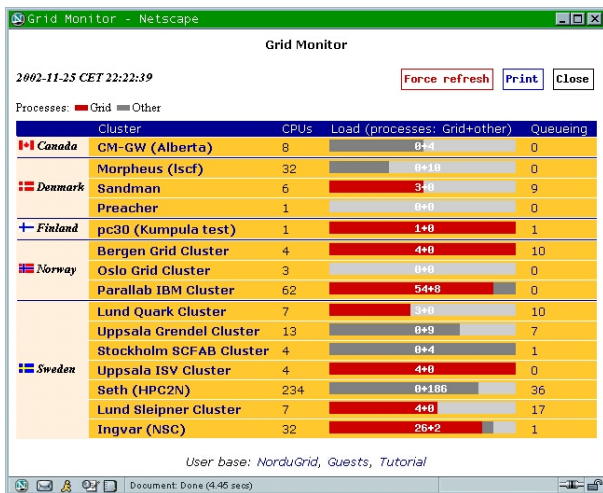 Grid Monitor - Netscape
Grid Monitor
2002-11-25 CET 22:22:39 Force refresh Print Close
Processes: Grid Other
Cluster CPUs Load (processes: Grid+other) Queueing
Canada CM-GW (Alberta) 8 0+4 0
Morpheus (lscf) 32 0+10 0
Denmark Sandman 6 3+0 9
Preacher 1 0+0 0
Finland pc30 (Kumpula test) 1 1+0 1
Bergen Grid Cluster 4 4+0 10
Norway Oslo Grid Cluster 3 0+0 0
Parallab IBM Cluster 62 54+8 0
Lund Quark Cluster 7 3+0 10
Uppsala Grendel Cluster 13 0+9 7
Stockholm SCFAB Cluster 4 0+4 1
Sweden Uppsala ISV Cluster 4 4+0 0
Seth (HPC2N) 234 0+186 36
Lund Sleipner Cluster 7 4+0 17
Ingvar (NSC) 32 26+2 1
User base: NorduGrid, Guests, Tutorial
Document: Done (4.45 secs)